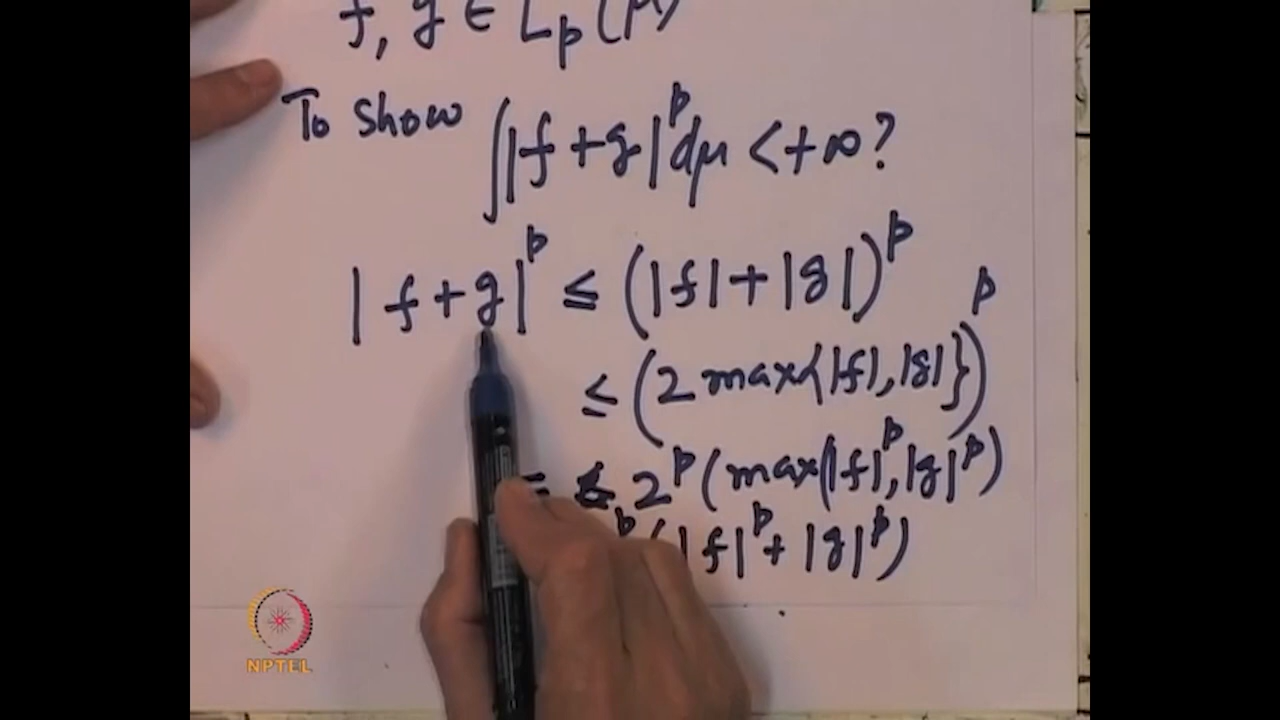 f, g ∈ L_p(μ)
To show ∫|f+g|^p dμ < +∞?
|f+g|^p ≤ (|f|+|g|)^p
≤ (2 max{|f|,|g|})^p
= ≤ 2^p (max(|f|^p, |g|^p)
^p (|f|^p + |g|^p)
NPTEL